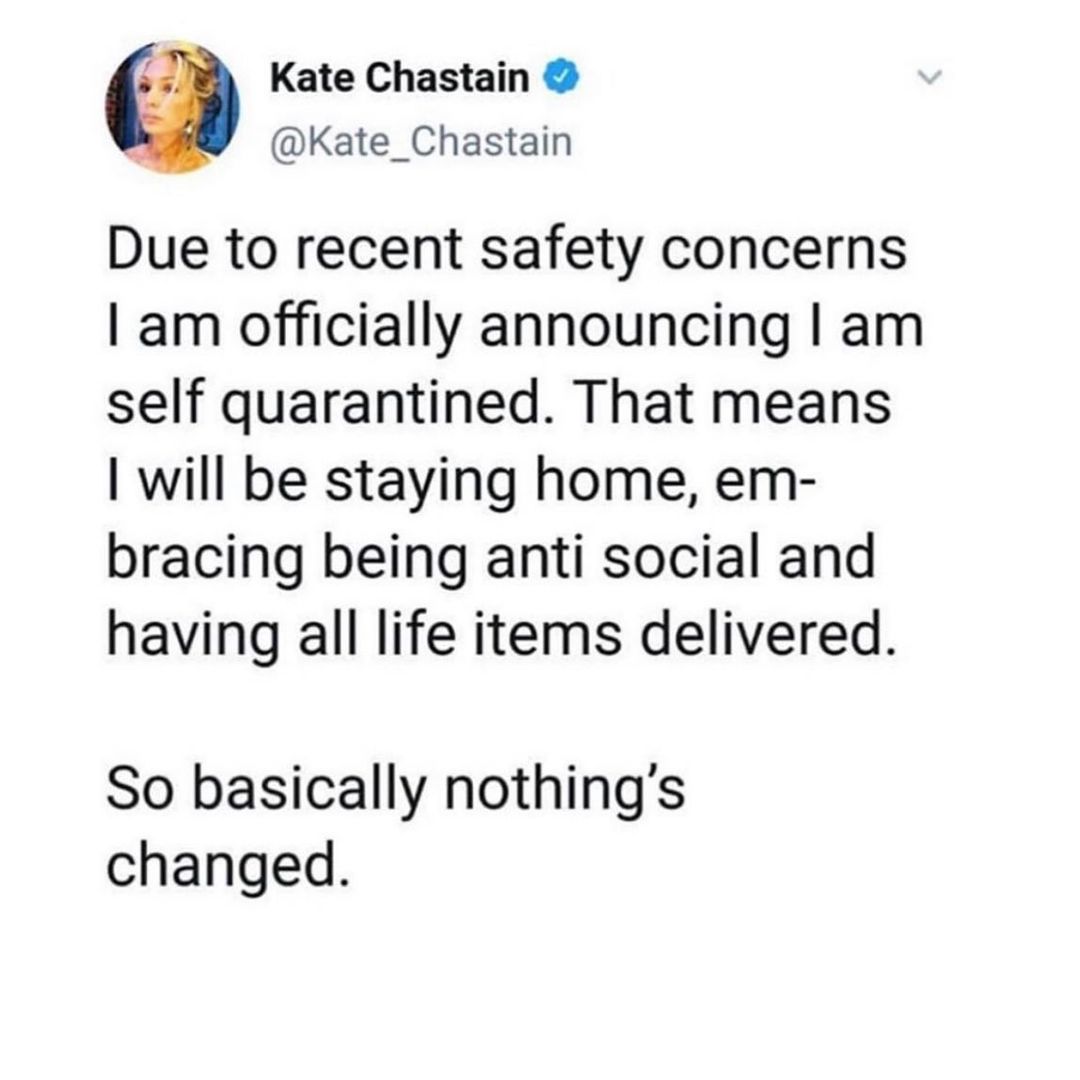 Kate Chastain
@Kate_Chastain
Due to recent safety concerns
I am officially announcing I am
self quarantined. That means
I will be staying home, em-
bracing being anti social and
having all life items delivered.
So basically nothing’s
changed.